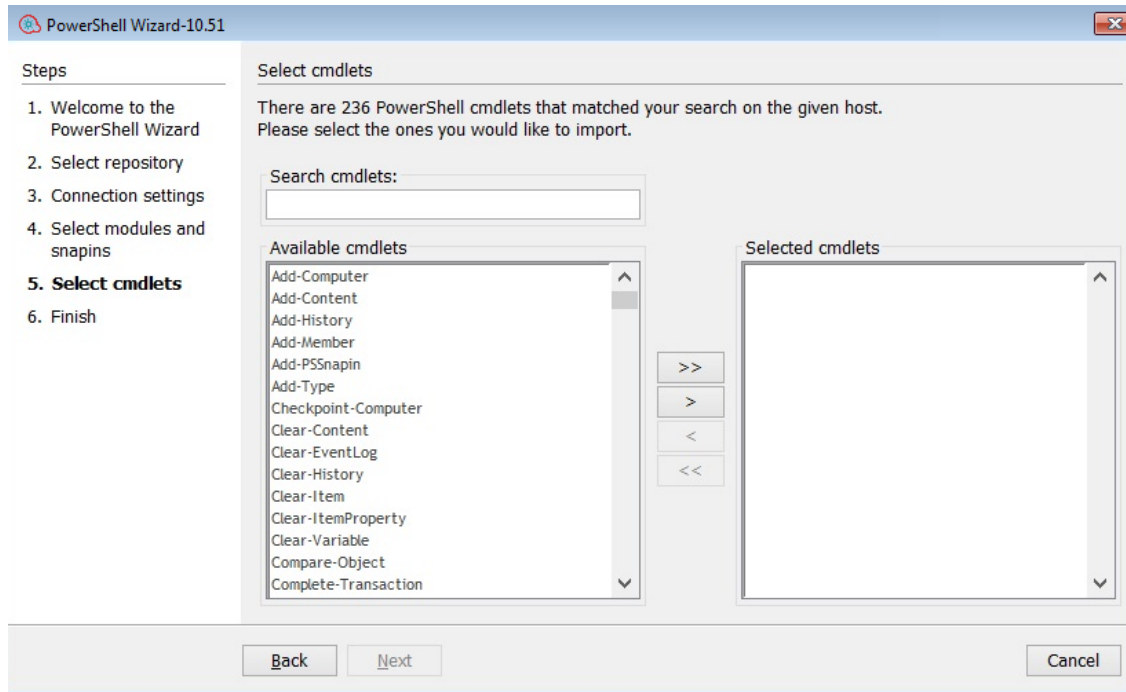 PowerShell Wizard-10.51
Steps
1. Welcome to the
PowerShell Wizard
2. Select repository
3. Connection settings
4. Select modules and
snapins
5. Select cmdlets
6. Finish
Select cmdlets
There are 236 PowerShell cmdlets that matched your search on the given host.
Please select the ones you would like to import.
Search cmdlets:
Available cmdlets
Add-Computer
Add-Content
Add-History
Add-Member
Add-PSSnapin
Add-Type
Checkpoint-Computer
Clear-Content
Clear-EventLog
Clear-History
Clear-Item
Clear-ItemProperty
Clear-Variable
Compare-Object
Complete-Transaction
>>
>
<
<<
Selected cmdlets
Back
Next
Cancel